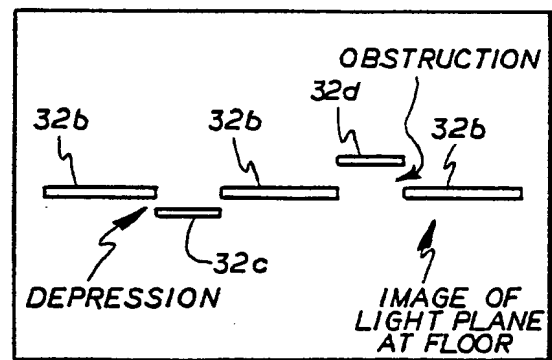 OBSTRUCTION
32d
32b
32b
32b
32c
DEPRESSION
IMAGE OF
LIGHT PLANE
AT FLOOR